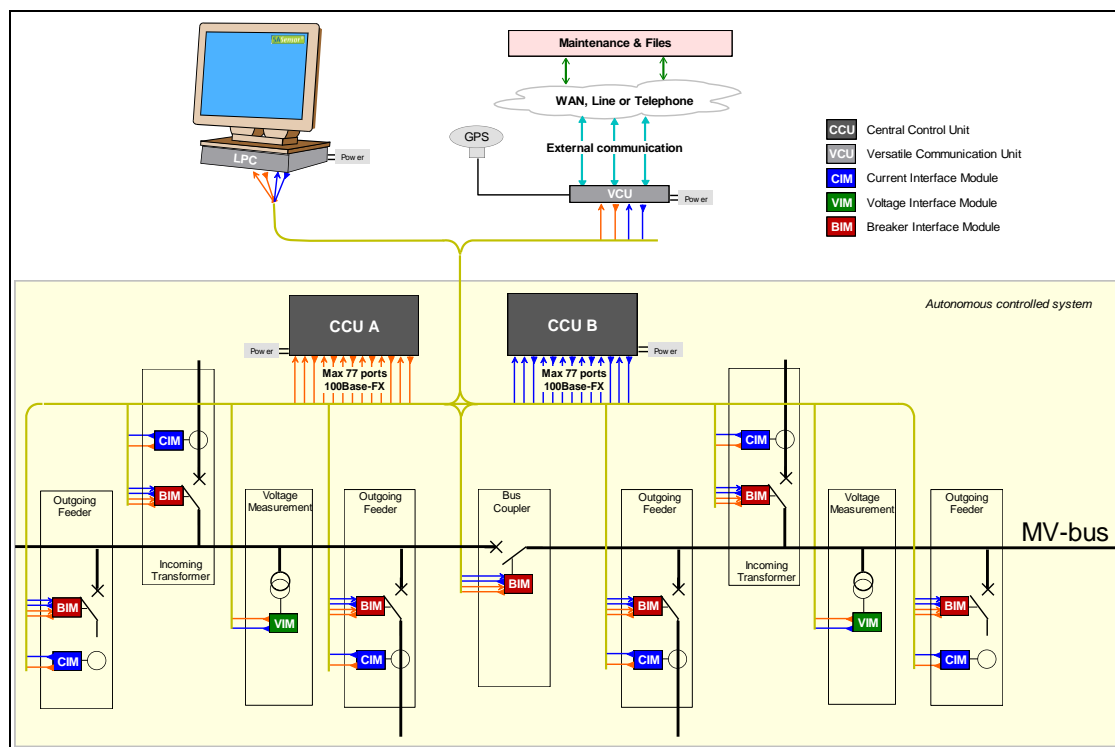 SASensor
LPC
Power
Maintenance & Files
WAN, Line or Telephone
GPS
External communication
VCU
Power
CCU Central Control Unit
VCU Versatile Communication Unit
CIM Current Interface Module
VIM Voltage Interface Module
BIM Breaker Interface Module
Autonomous controlled system
CCU A
CCU B
Power
Power
Max 77 ports
100Base-FX
Max 77 ports
100Base-FX
CIM
CIM
BIM
BIM
Outgoing
Feeder
Voltage
Measurement
Outgoing
Feeder
Bus
Coupler
Outgoing
Feeder
Voltage
Measurement
Outgoing
Feeder
MV-bus
Incoming
Transformer
Incoming
Transformer
BIM
BIM
BIM
BIM
BIM
VIM
VIM
CIM
CIM
CIM
CIM